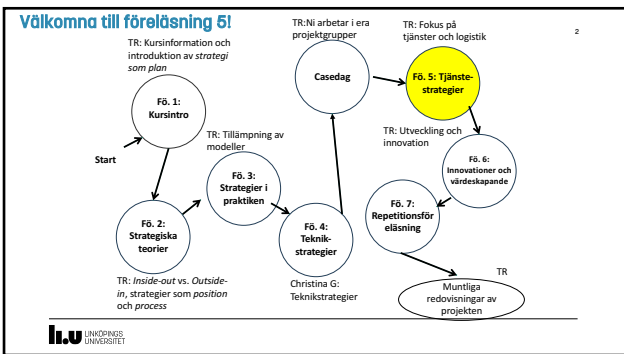 Välkomna till föreläsning 5!
2
TR: Kursinformation och
introduktion av strategi
som plan
Fö. 1:
Kursintro
Start
Fö. 2:
Strategiska
teorier
TR: Inside-out vs. Outside-
in, strategier som position
och process
TR: Tillämpning av
modeller
Fö. 3:
Strategier i
praktiken
Fö. 4:
Teknik-
strategier
Christina G:
Teknikstrategier
TR:Ni arbetar i era
projektgrupper
Casedag
TR: Fokus på
tjänster och logistik
Fö. 5: Tjänste-
strategier
TR: Utveckling och
innovation
Fö. 6:
Innovationer och
värdeskapande
Fö. 7:
Repetitionsför
eläsning
TR
Muntliga
redovisningar av
projekten
LINKÖPINGS
UNIVERSITET